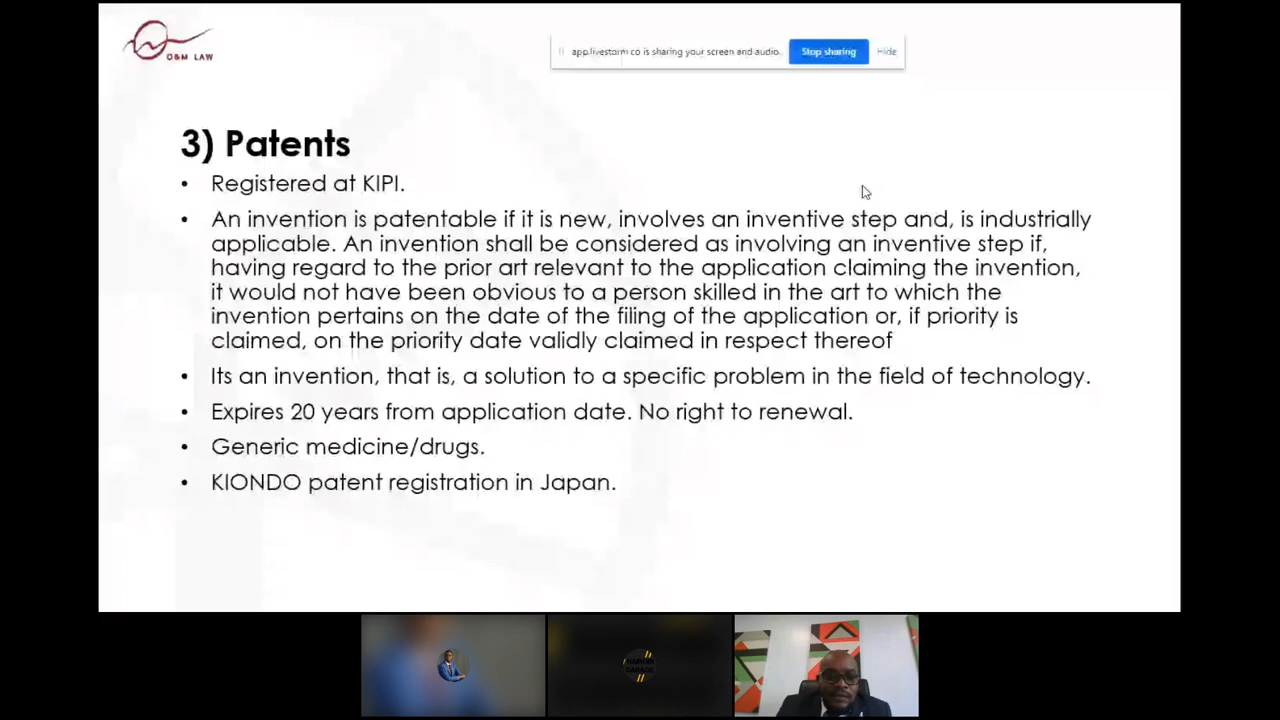 O&M LAW
app.livestorm.co is sharing your screen and audio.
Stop sharing
Hide
3) Patents
• Registered at KIPI.
• An invention is patentable if it is new, involves an inventive step and, is industrially
applicable. An invention shall be considered as involving an inventive step if,
having regard to the prior art relevant to the application claiming the invention,
it would not have been obvious to a person skilled in the art to which the
invention pertains on the date of the filing of the application or, if priority is
claimed, on the priority date validly claimed in respect thereof
• Its an invention, that is, a solution to a specific problem in the field of technology.
• Expires 20 years from application date. No right to renewal.
• Generic medicine/drugs.
• KIONDO patent registration in Japan.
NAIROBI
GARAGE